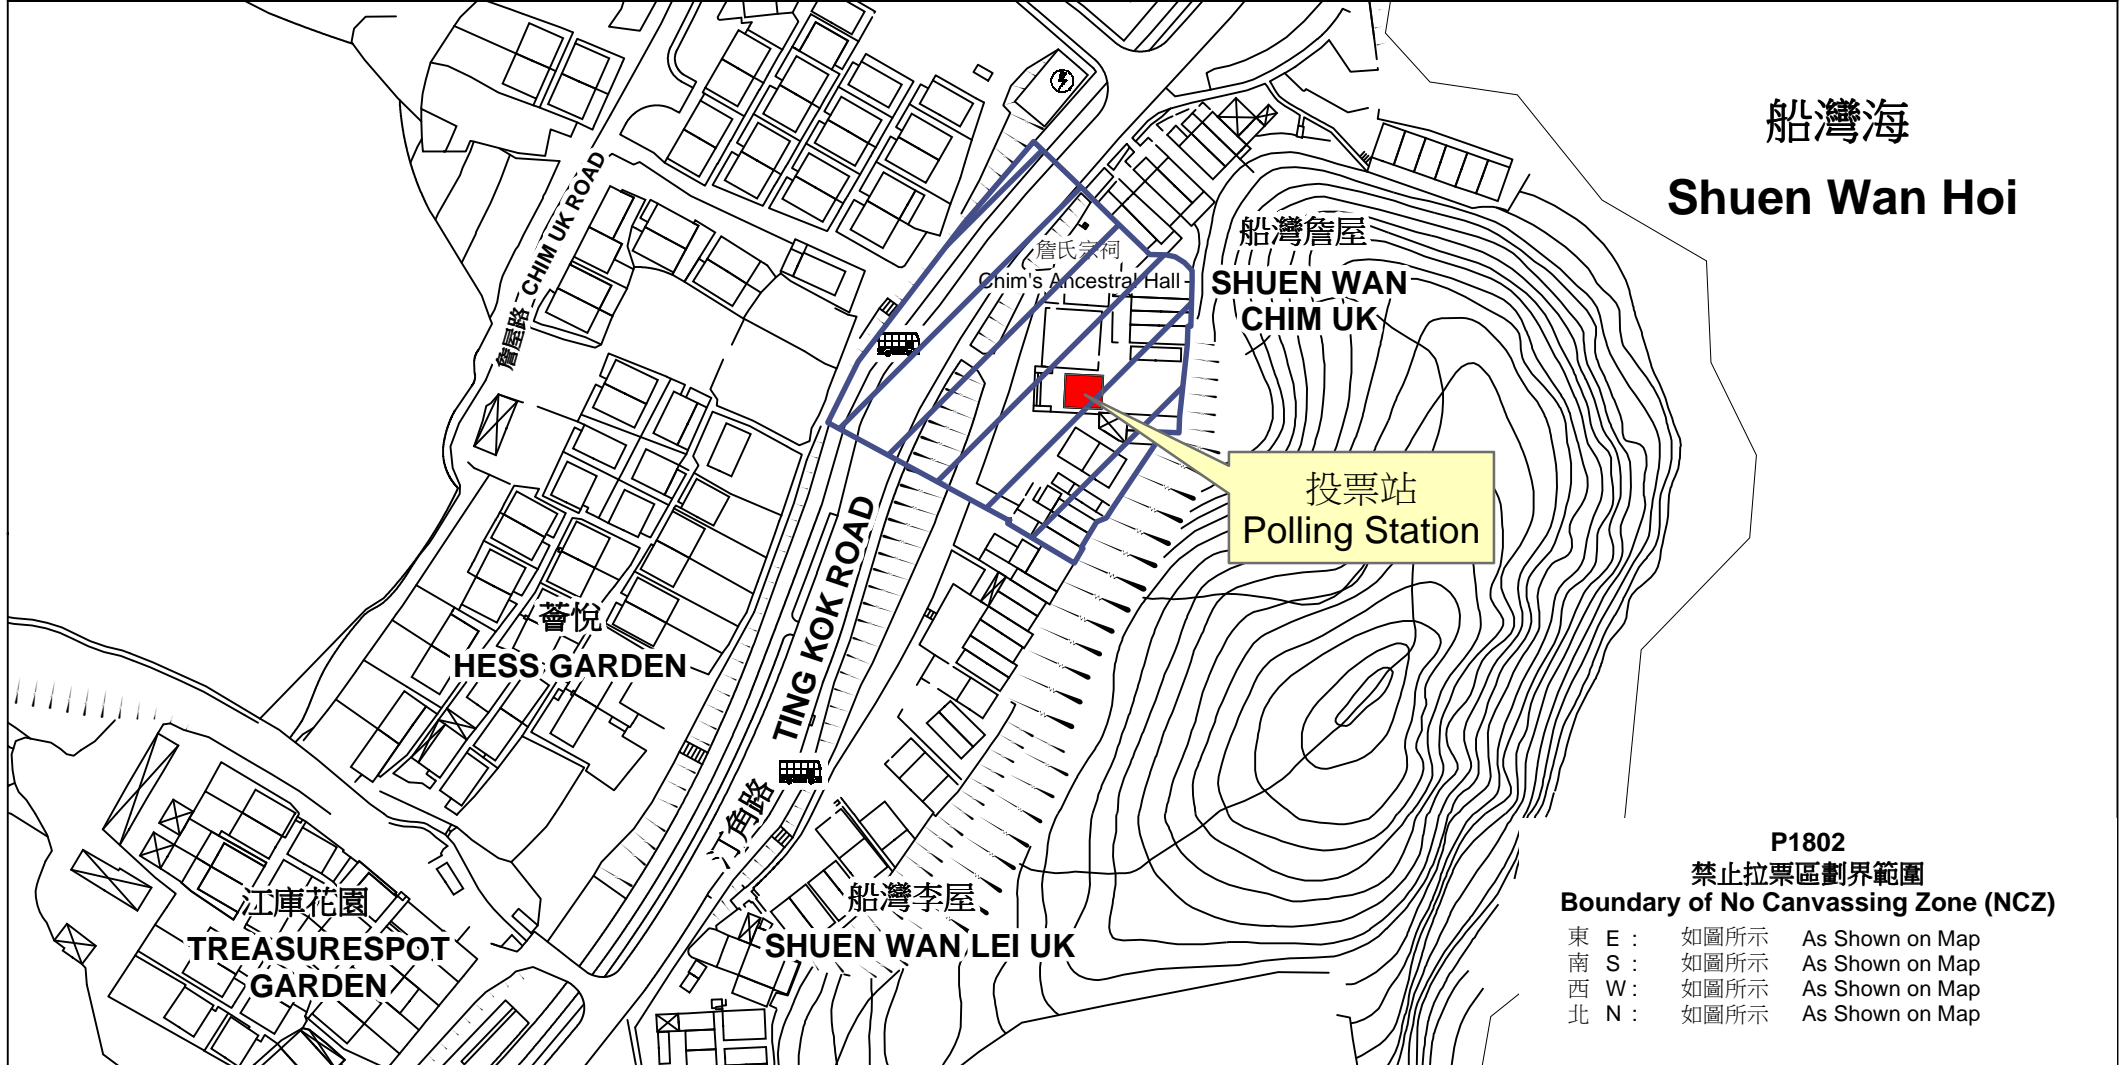 船灣海
Shuen Wan Hoi
詹屋路 CHIM UK ROAD
詹氏宗祠
Chim's Ancestral Hall
船灣詹屋
SHUEN WAN
CHIM UK
投票站
Polling Station
汀角路 TING KOK ROAD
薈悅
HESS GARDEN
江庫花園
TREASURESPOT
GARDEN
船灣李屋
SHUEN WAN LEI UK
P1802
禁止拉票區劃界範圍
Boundary of No Canvassing Zone (NCZ)
東 E : 如圖所示 As Shown on Map
南 S : 如圖所示 As Shown on Map
西 W : 如圖所示 As Shown on Map
北 N : 如圖所示 As Shown on Map